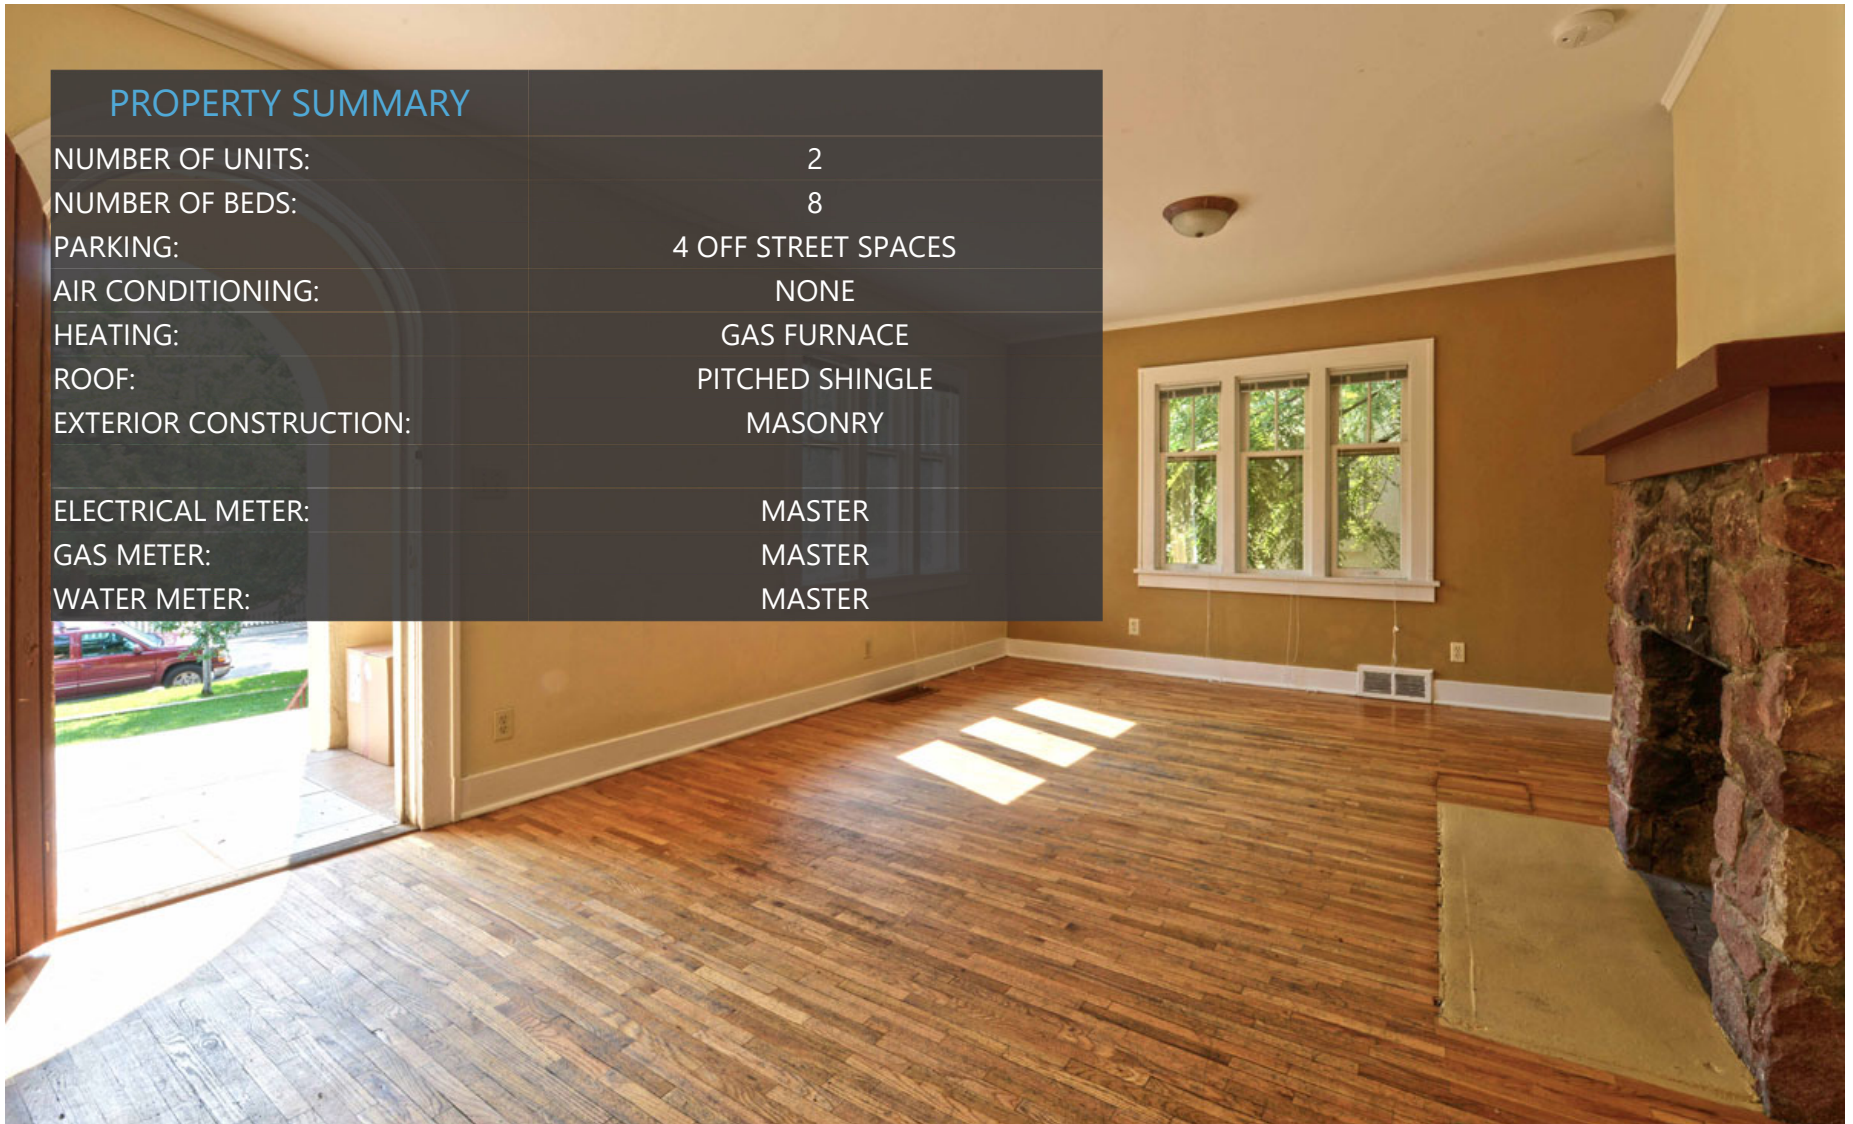 PROPERTY SUMMARY
NUMBER OF UNITS: 2
NUMBER OF BEDS: 8
PARKING: 4 OFF STREET SPACES
AIR CONDITIONING: NONE
HEATING: GAS FURNACE
ROOF: PITCHED SHINGLE
EXTERIOR CONSTRUCTION: MASONRY
ELECTRICAL METER: MASTER
GAS METER: MASTER
WATER METER: MASTER